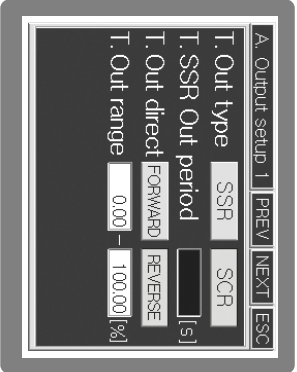 A. Output setup 1 PREV NEXT ESC
T. Out type SSR SCR
T. SSR Out period [s]
T. Out direct FORWARD REVERSE
T. Out range 0.00 - 100.00 [%]